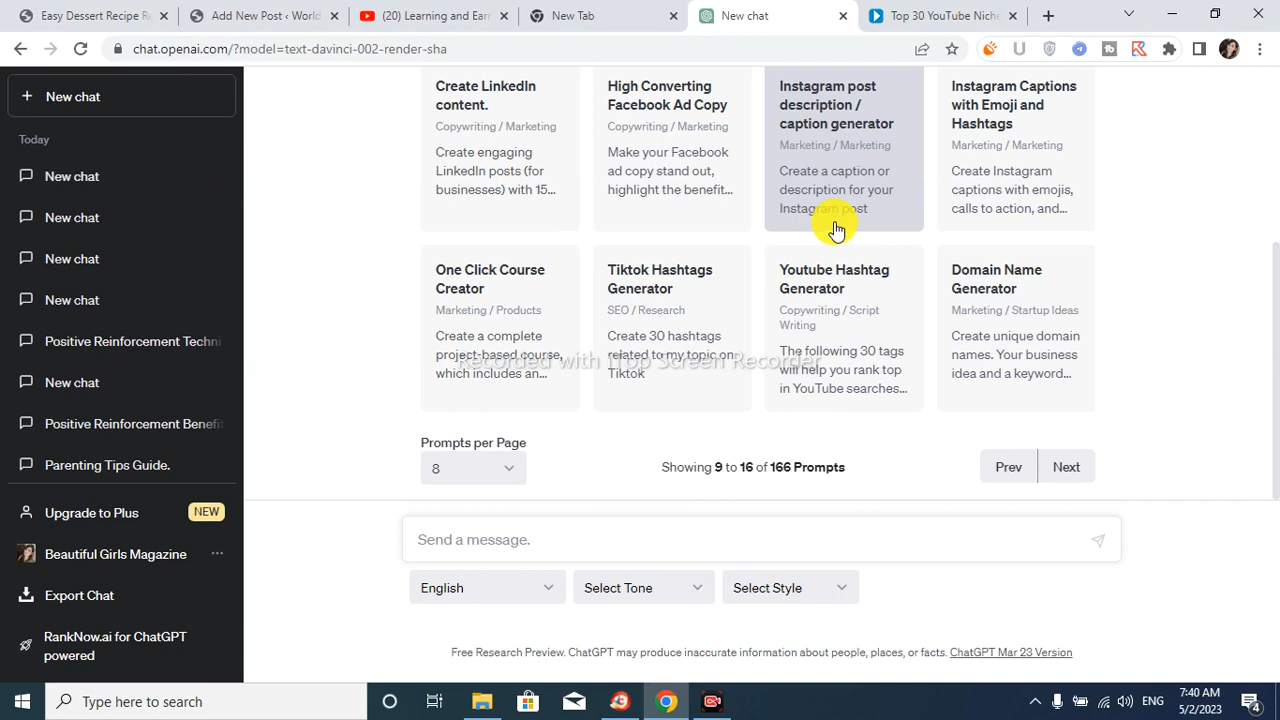 Easy Dessert Recipe R
Add New Post ‹ World
(20) Learning and Ear
New Tab
New chat
Top 30 YouTube Niche
chat.openai.com/?model=text-davinci-002-render-sha
New chat
Today
New chat
New chat
New chat
New chat
Positive Reinforcement Techni
New chat
Positive Reinforcement Benefi
Parenting Tips Guide.
Upgrade to Plus
NEW
Beautiful Girls Magazine
Export Chat
RankNow.ai for ChatGPT
powered
Create LinkedIn
content.
Copywriting / Marketing
Create engaging
LinkedIn posts (for
businesses) with 15...
High Converting
Facebook Ad Copy
Copywriting / Marketing
Make your Facebook
ad copy stand out,
highlight the benefit...
Instagram post
description /
caption generator
Marketing / Marketing
Create a caption or
description for your
Instagram post
Instagram Captions
with Emoji and
Hashtags
Marketing / Marketing
Create Instagram
captions with emojis,
calls to action, and...
One Click Course
Creator
Marketing / Products
Create a complete
project-based course,
which includes an...
Tiktok Hashtags
Generator
SEO / Research
Create 30 hashtags
related to my topic on
Tiktok
Youtube Hashtag
Generator
Copywriting / Script
Writing
The following 30 tags
will help you rank top
in YouTube searches...
Domain Name
Generator
Marketing / Startup Ideas
Create unique domain
names. Your business
idea and a keyword...
Recorded with iTop Screen Recorder
Prompts per Page
8
Showing 9 to 16 of 166 Prompts
Prev
Next
Send a message.
English
Select Tone
Select Style
Free Research Preview. ChatGPT may produce inaccurate information about people, places, or facts. ChatGPT Mar 23 Version
Type here to search
ENG
7:40 AM
5/2/2023
4